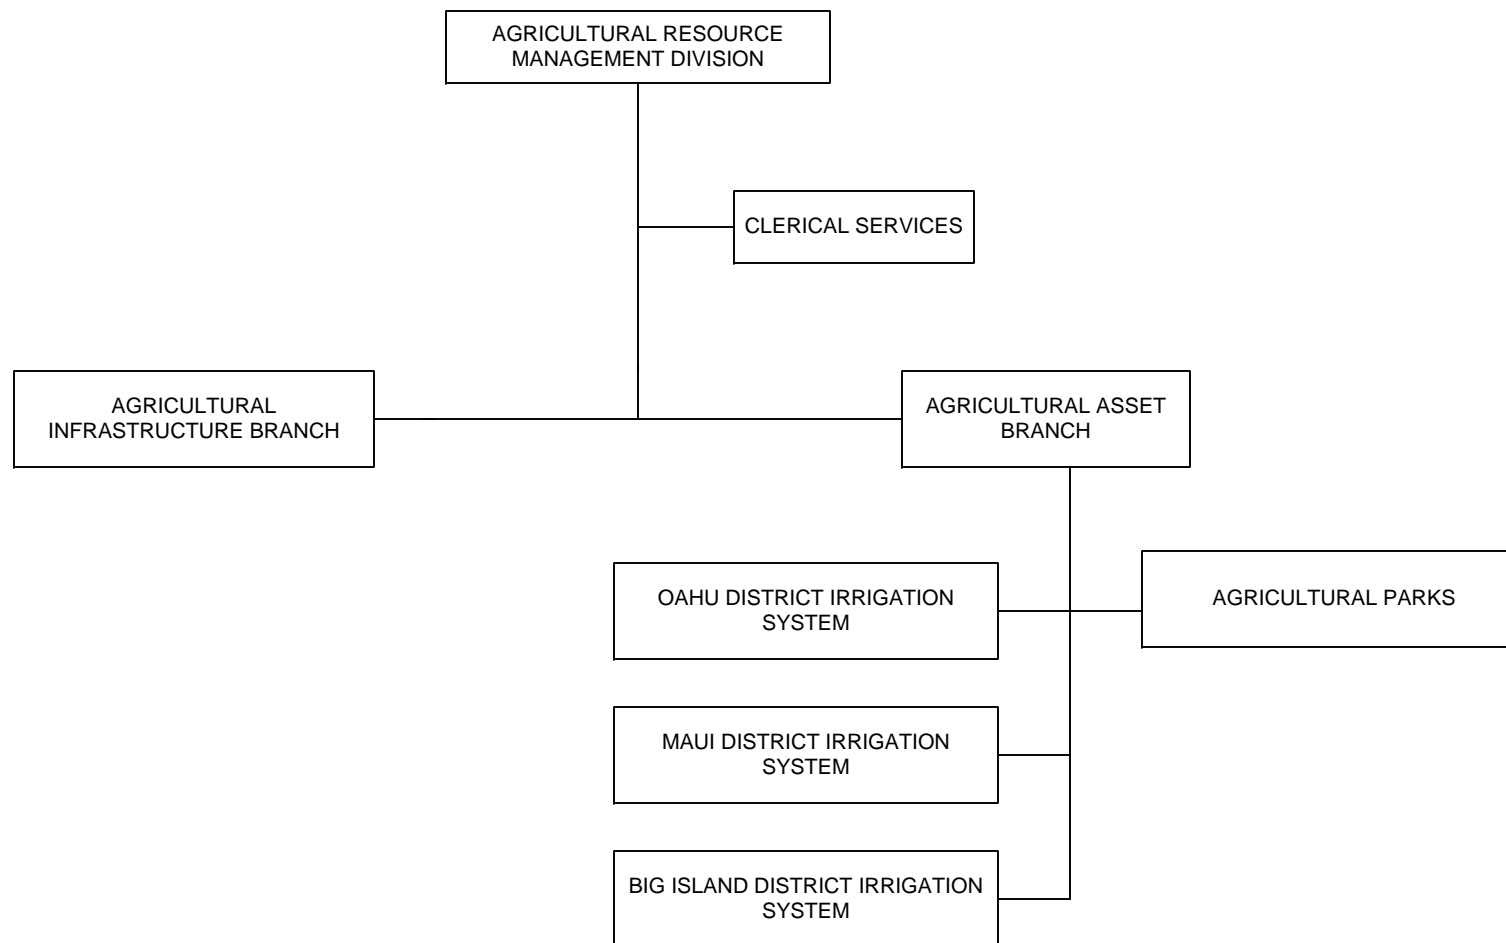 AGRICULTURAL RESOURCE
MANAGEMENT DIVISION
CLERICAL SERVICES
AGRICULTURAL
INFRASTRUCTURE BRANCH
AGRICULTURAL ASSET
BRANCH
OAHU DISTRICT IRRIGATION
SYSTEM
AGRICULTURAL PARKS
MAUI DISTRICT IRRIGATION
SYSTEM
BIG ISLAND DISTRICT IRRIGATION
SYSTEM